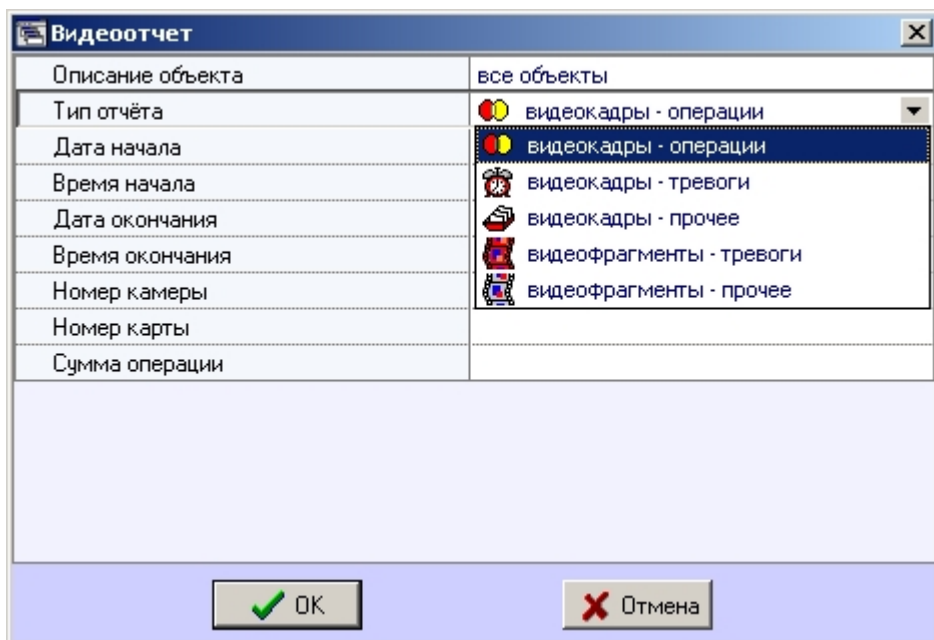 Видеоотчет
Описание объекта все объекты
Тип отчёта видеокадры - операции
Дата начала видеокадры - операции
Время начала видеокадры - тревоги
Дата окончания видеокадры - прочее
Время окончания видеофрагменты - тревоги
Номер камеры видеофрагменты - прочее
Номер карты
Сумма операции
OK Отмена